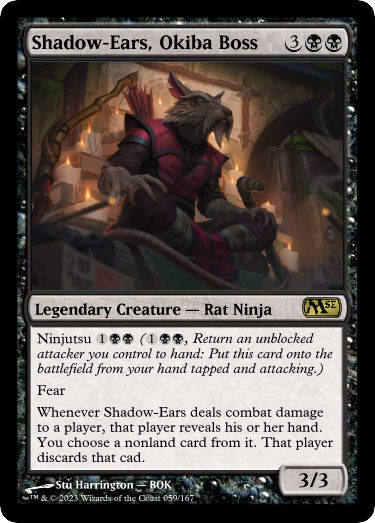 Shadow-Ears, Okiba Boss 3
Legendary Creature — Rat Ninja M SE
Ninjutsu 1 (1, Return an unblocked
attacker you control to hand: Put this card onto the
battlefield from your hand tapped and attacking.)
Fear
Whenever Shadow-Ears deals combat damage
to a player, that player reveals his or her hand.
You choose a nonland card from it. That player
discards that cad.
Stu Harrington — BOK
™ & © 2023 Wizards of the Coast 059/167
3/3